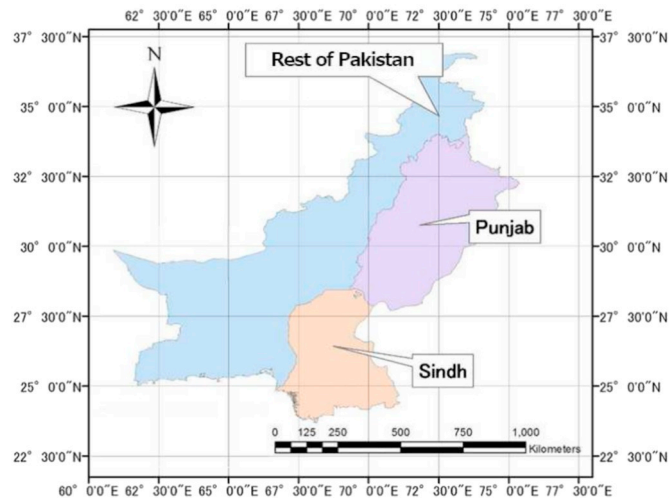 62° 30′0″E 65° 0′0″E 67° 30′0″E 70° 0′0″E 72° 30′0″E 75° 0′0″E 77° 30′0″E
37° 30′0″N
37° 30′0″N
N
Rest of Pakistan
35° 0′0″N
35° 0′0″N
32° 30′0″N
32° 30′0″N
Punjab
30° 0′0″N
30° 0′0″N
27° 30′0″N
27° 30′0″N
Sindh
25° 0′0″N
25° 0′0″N
0 125 250 500 750 1,000
Kilometers
22° 30′0″N
22° 30′0″N
60° 0′0″E 62° 30′0″E 65° 0′0″E 67° 30′0″E 70° 0′0″E 72° 30′0″E 75° 0′0″E 77° 30′0″E